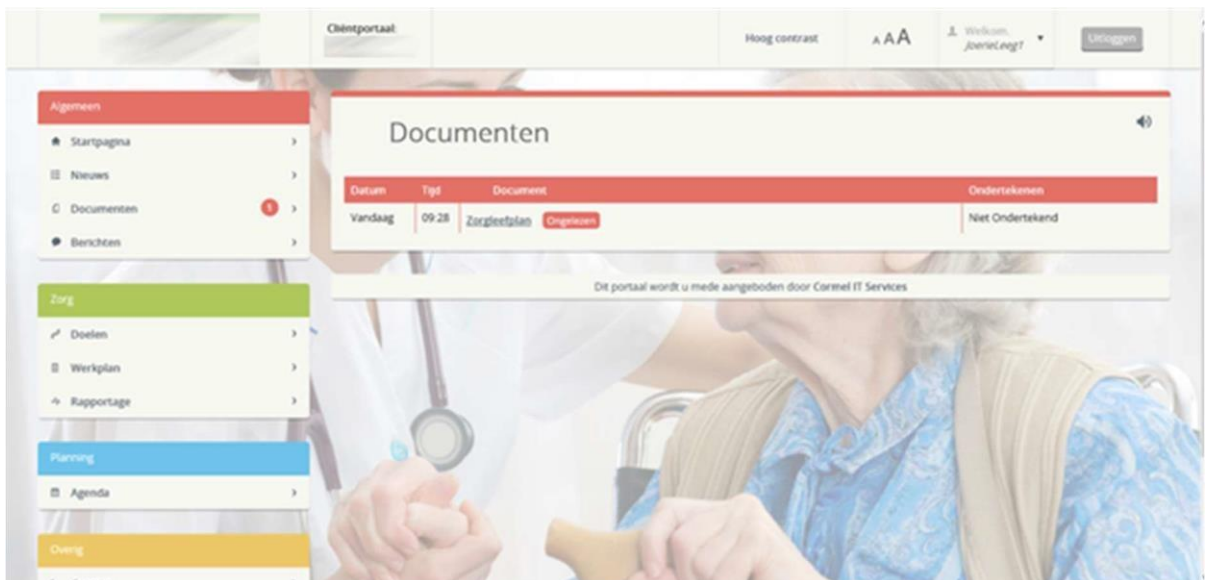 Cliëntportaal:
Hoog contrast
A A A
Welkom,
JoerieLeeg1
Uitloggen
Algemeen
Startpagina
Nieuws
Documenten
Berichten
Zorg
Doelen
Werkplan
Rapportage
Planning
Agenda
Overig
Documenten
Datum Tijd Document Ondertekenen
Vandaag 09:28 Zorgleefplan Ongelezen Niet Ondertekend
Dit portaal wordt u mede aangeboden door Cormel IT Services